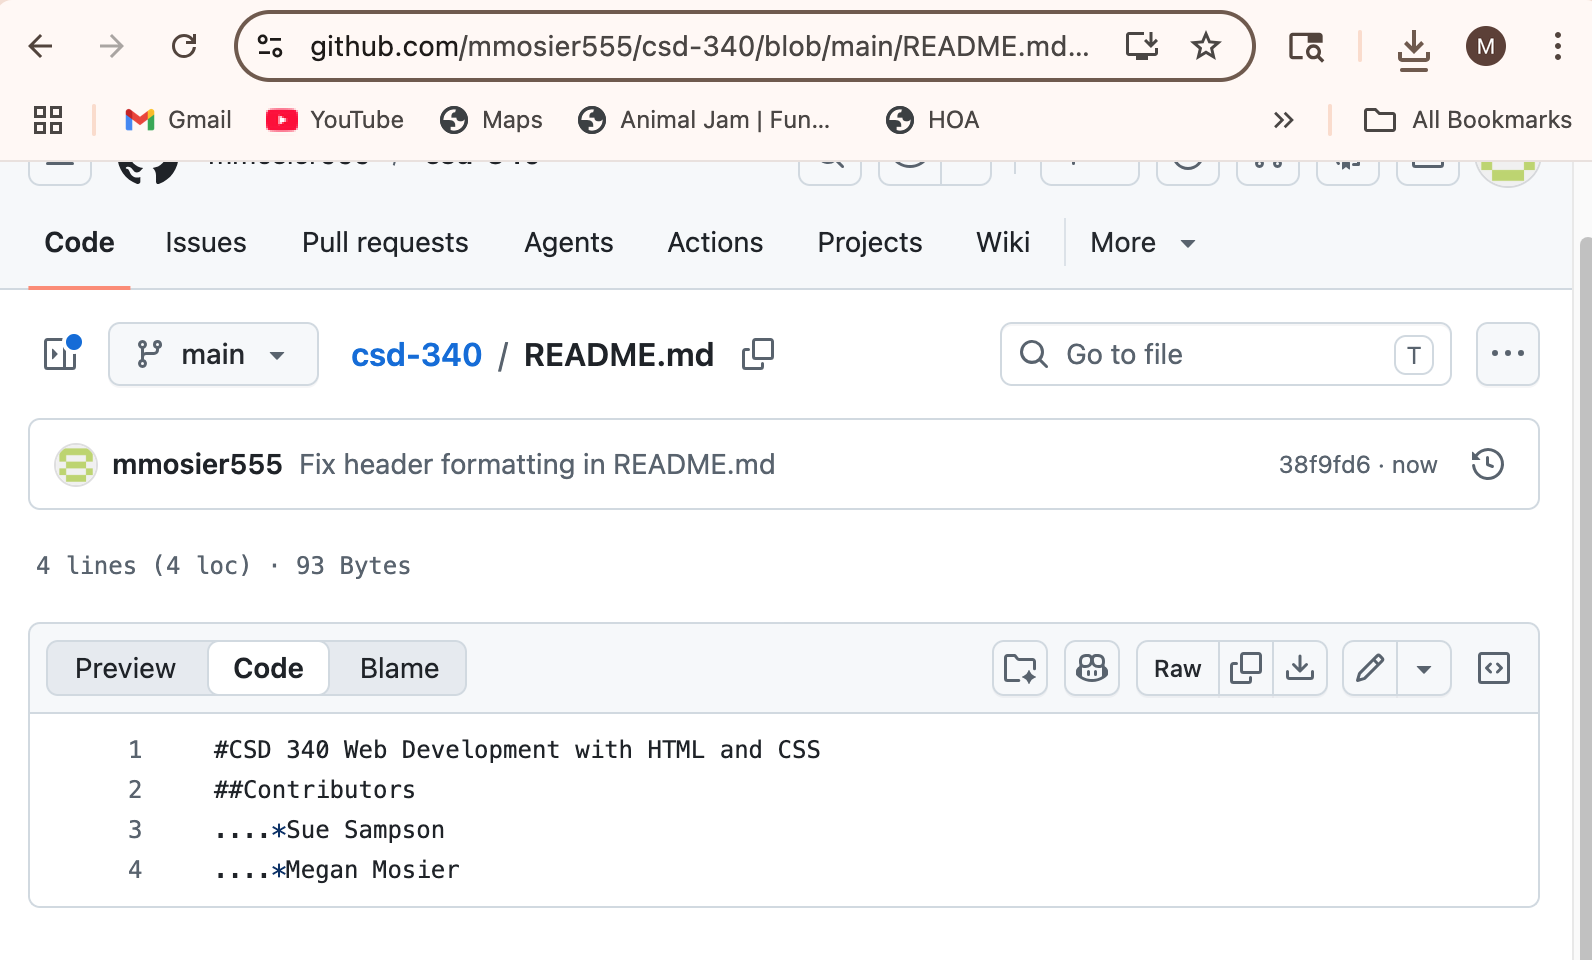 github.com/mmosier555/csd-340/blob/main/README.md...
M
Gmail
YouTube
Maps
Animal Jam | Fun...
HOA
All Bookmarks
Code
Issues
Pull requests
Agents
Actions
Projects
Wiki
More
main
csd-340 / README.md
Go to file
T
mmosier555 Fix header formatting in README.md
38f9fd6 · now
4 lines (4 loc) · 93 Bytes
Preview
Code
Blame
Raw
1 #CSD 340 Web Development with HTML and CSS
2 ##Contributors
3 ....*Sue Sampson
4 ....*Megan Mosier